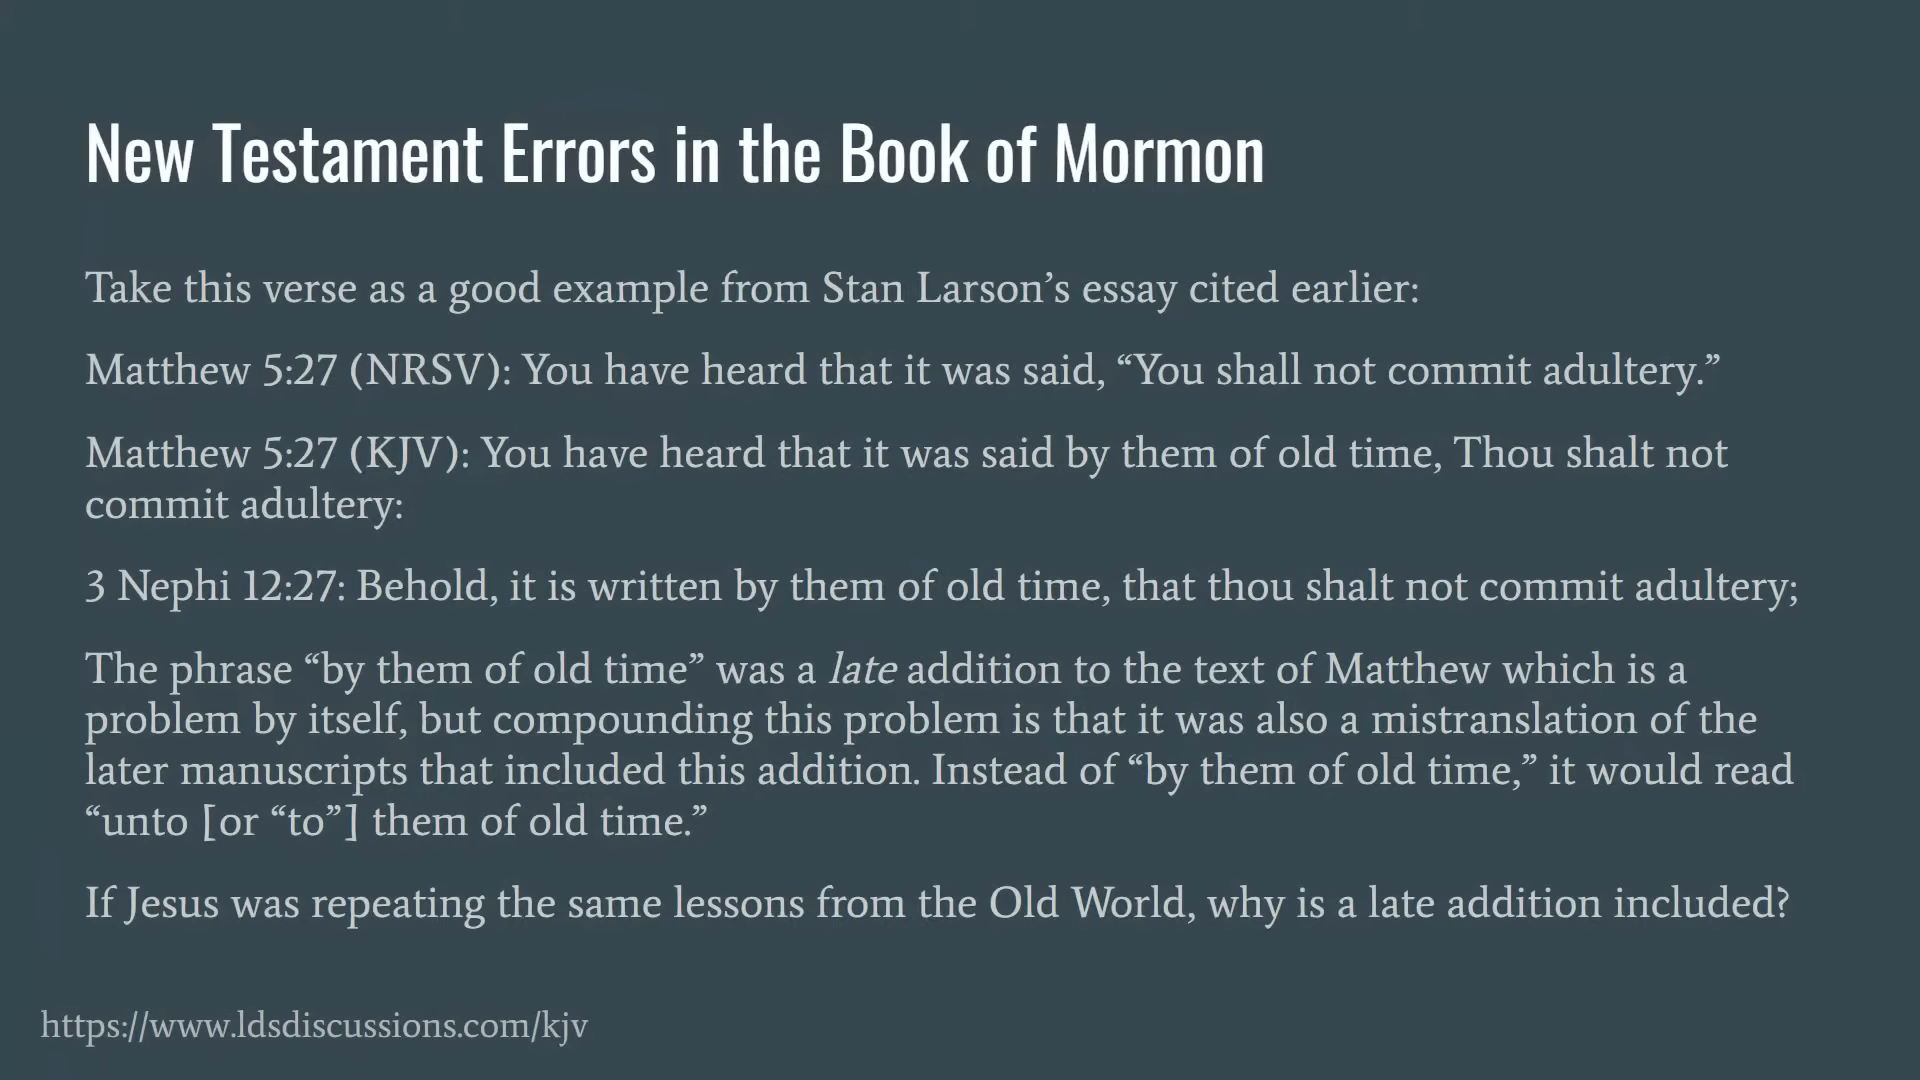 New Testament Errors in the Book of Mormon
Take this verse as a good example from Stan Larson’s essay cited earlier:
Matthew 5:27 (NRSV): You have heard that it was said, “You shall not commit adultery.”
Matthew 5:27 (KJV): You have heard that it was said by them of old time, Thou shalt not
commit adultery:
3 Nephi 12:27: Behold, it is written by them of old time, that thou shalt not commit adultery;
The phrase “by them of old time” was a late addition to the text of Matthew which is a
problem by itself, but compounding this problem is that it was also a mistranslation of the
later manuscripts that included this addition. Instead of “by them of old time,” it would read
“unto [or “to”] them of old time.”
If Jesus was repeating the same lessons from the Old World, why is a late addition included?
https://www.ldsdiscussions.com/kjv